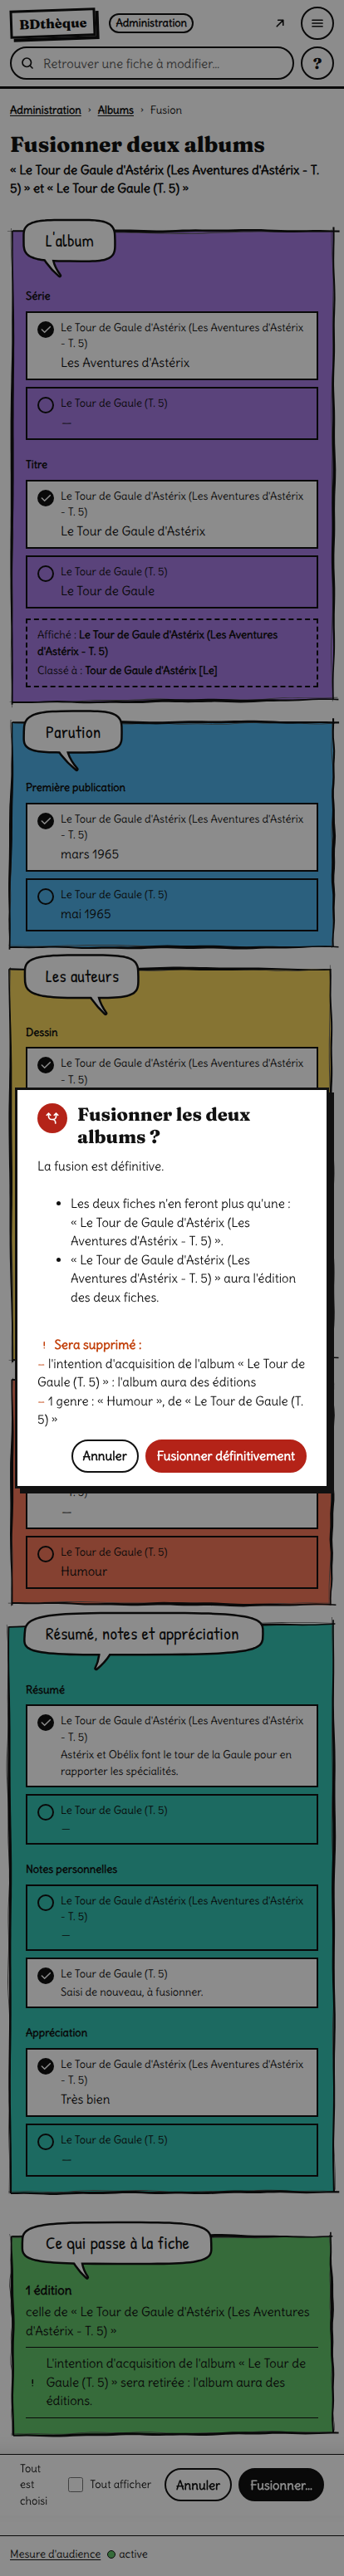 BDthèque
Administration
Retrouver une fiche à modifier...
?
Administration › Albums › Fusion
Fusionner deux albums
« Le Tour de Gaule d'Astérix (Les Aventures d'Astérix - T.
5) » et « Le Tour de Gaule (T. 5) »
L'album
Série
Le Tour de Gaule d'Astérix (Les Aventures d'Astérix
- T. 5)
Les Aventures d'Astérix
Le Tour de Gaule (T. 5)
—
Titre
Le Tour de Gaule d'Astérix (Les Aventures d'Astérix
- T. 5)
Le Tour de Gaule d'Astérix
Le Tour de Gaule (T. 5)
Le Tour de Gaule
Affiché : Le Tour de Gaule d'Astérix (Les Aventures
d'Astérix - T. 5)
Classé à : Tour de Gaule d'Astérix [Le]
Parution
Première publication
Le Tour de Gaule d'Astérix (Les Aventures d'Astérix
- T. 5)
mars 1965
Le Tour de Gaule (T. 5)
mai 1965
Les auteurs
Dessin
Le Tour de Gaule d'Astérix (Les Aventures d'Astérix
- T. 5)
Fusionner les deux
albums ?
La fusion est définitive.
• Les deux fiches n'en feront plus qu'une :
« Le Tour de Gaule d'Astérix (Les
Aventures d'Astérix - T. 5) ».
• « Le Tour de Gaule d'Astérix (Les
Aventures d'Astérix - T. 5) » aura l'édition
des deux fiches.
! Sera supprimé :
– l'intention d'acquisition de l'album « Le Tour de
Gaule (T. 5) » : l'album aura des éditions
– 1 genre : « Humour », de « Le Tour de Gaule (T.
5) »
Annuler
Fusionner définitivement
- T. 5)
—
Le Tour de Gaule (T. 5)
Humour
Résumé, notes et appréciation
Résumé
Le Tour de Gaule d'Astérix (Les Aventures d'Astérix
- T. 5)
Astérix et Obélix font le tour de la Gaule pour en
rapporter les spécialités.
Le Tour de Gaule (T. 5)
—
Notes personnelles
Le Tour de Gaule d'Astérix (Les Aventures d'Astérix
- T. 5)
—
Le Tour de Gaule (T. 5)
Saisi de nouveau, à fusionner.
Appréciation
Le Tour de Gaule d'Astérix (Les Aventures d'Astérix
- T. 5)
Très bien
Le Tour de Gaule (T. 5)
—
Ce qui passe à la fiche
1 édition
celle de « Le Tour de Gaule d'Astérix (Les Aventures
d'Astérix - T. 5) »
! L'intention d'acquisition de l'album « Le Tour de
Gaule (T. 5) » sera retirée : l'album aura des
éditions.
Tout
est
choisi
Tout afficher
Annuler
Fusionner...
Mesure d'audience
active